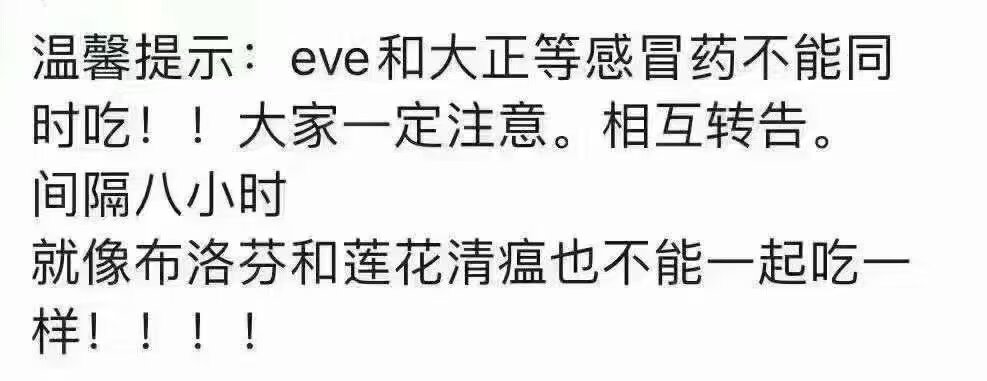 温馨提示：eve和大正等感冒药不能同
时吃！！大家一定注意。相互转告。
间隔八小时
就像布洛芬和莲花清瘟也不能一起吃一
样！！！！